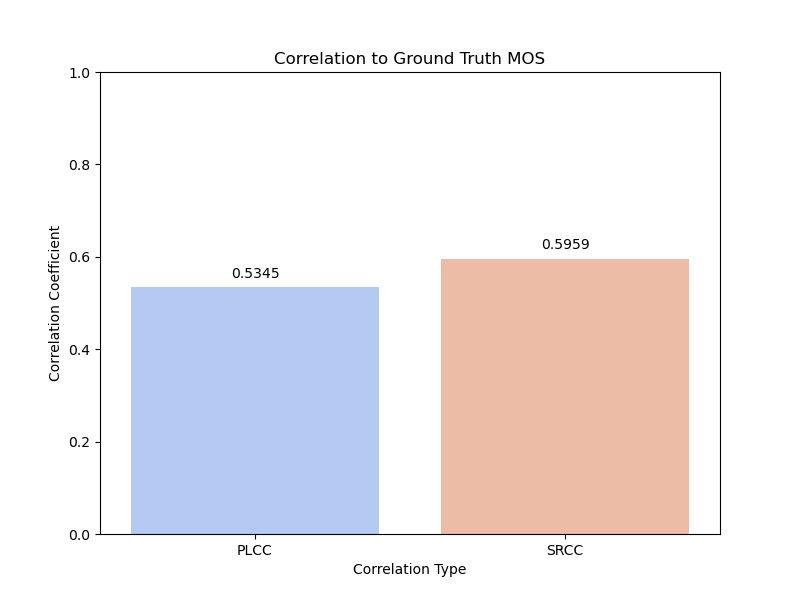 Correlation to Ground Truth MOS
1.0
0.8
0.6
0.4
0.2
0.0
Correlation Coefficient
0.5345
0.5959
PLCC
SRCC
Correlation Type